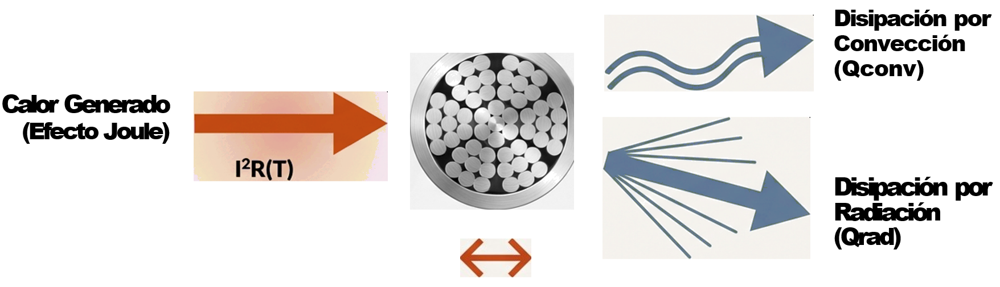 Calor Generado
(Efecto Joule)
I²R(T)
Disipación por
Convección
(Qconv)
Disipación por
Radiación
(Qrad)